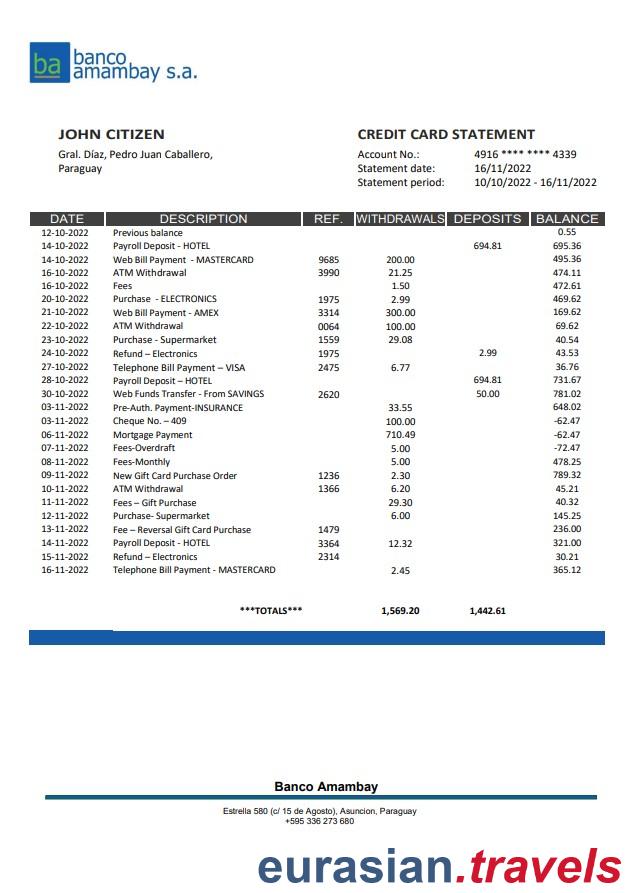 ba banco
amambay s.a.
JOHN CITIZEN
Gral. Díaz, Pedro Juan Caballero,
Paraguay
CREDIT CARD STATEMENT
Account No.: 4916 **** **** 4339
Statement date: 16/11/2022
Statement period: 10/10/2022 - 16/11/2022
DATE DESCRIPTION REF. WITHDRAWALS DEPOSITS BALANCE
12-10-2022 Previous balance 0.55
14-10-2022 Payroll Deposit - HOTEL 694.81 695.36
14-10-2022 Web Bill Payment - MASTERCARD 9685 200.00 495.36
16-10-2022 ATM Withdrawal 3990 21.25 474.11
16-10-2022 Fees 1.50 472.61
20-10-2022 Purchase - ELECTRONICS 1975 2.99 469.62
21-10-2022 Web Bill Payment - AMEX 3314 300.00 169.62
22-10-2022 ATM Withdrawal 0064 100.00 69.62
23-10-2022 Purchase - Supermarket 1559 29.08 40.54
24-10-2022 Refund – Electronics 1975 2.99 43.53
27-10-2022 Telephone Bill Payment – VISA 2475 6.77 36.76
28-10-2022 Payroll Deposit – HOTEL 694.81 731.67
30-10-2022 Web Funds Transfer - From SAVINGS 2620 50.00 781.02
03-11-2022 Pre-Auth. Payment-INSURANCE 33.55 648.02
03-11-2022 Cheque No. – 409 100.00 -62.47
06-11-2022 Mortgage Payment 710.49 -62.47
07-11-2022 Fees-Overdraft 5.00 -72.47
08-11-2022 Fees-Monthly 5.00 478.25
09-11-2022 New Gift Card Purchase Order 1236 2.30 789.32
10-11-2022 ATM Withdrawal 1366 6.20 45.21
11-11-2022 Fees – Gift Purchase 29.30 40.32
12-11-2022 Purchase- Supermarket 6.00 145.25
13-11-2022 Fee – Reversal Gift Card Purchase 1479 236.00
14-11-2022 Payroll Deposit - HOTEL 3364 12.32 321.00
15-11-2022 Refund – Electronics 2314 30.21
16-11-2022 Telephone Bill Payment - MASTERCARD 2.45 365.12
***TOTALS*** 1,569.20 1,442.61
Banco Amambay
Estrella 580 (c/ 15 de Agosto), Asuncion, Paraguay
+595 336 273 680
eurasian.travels